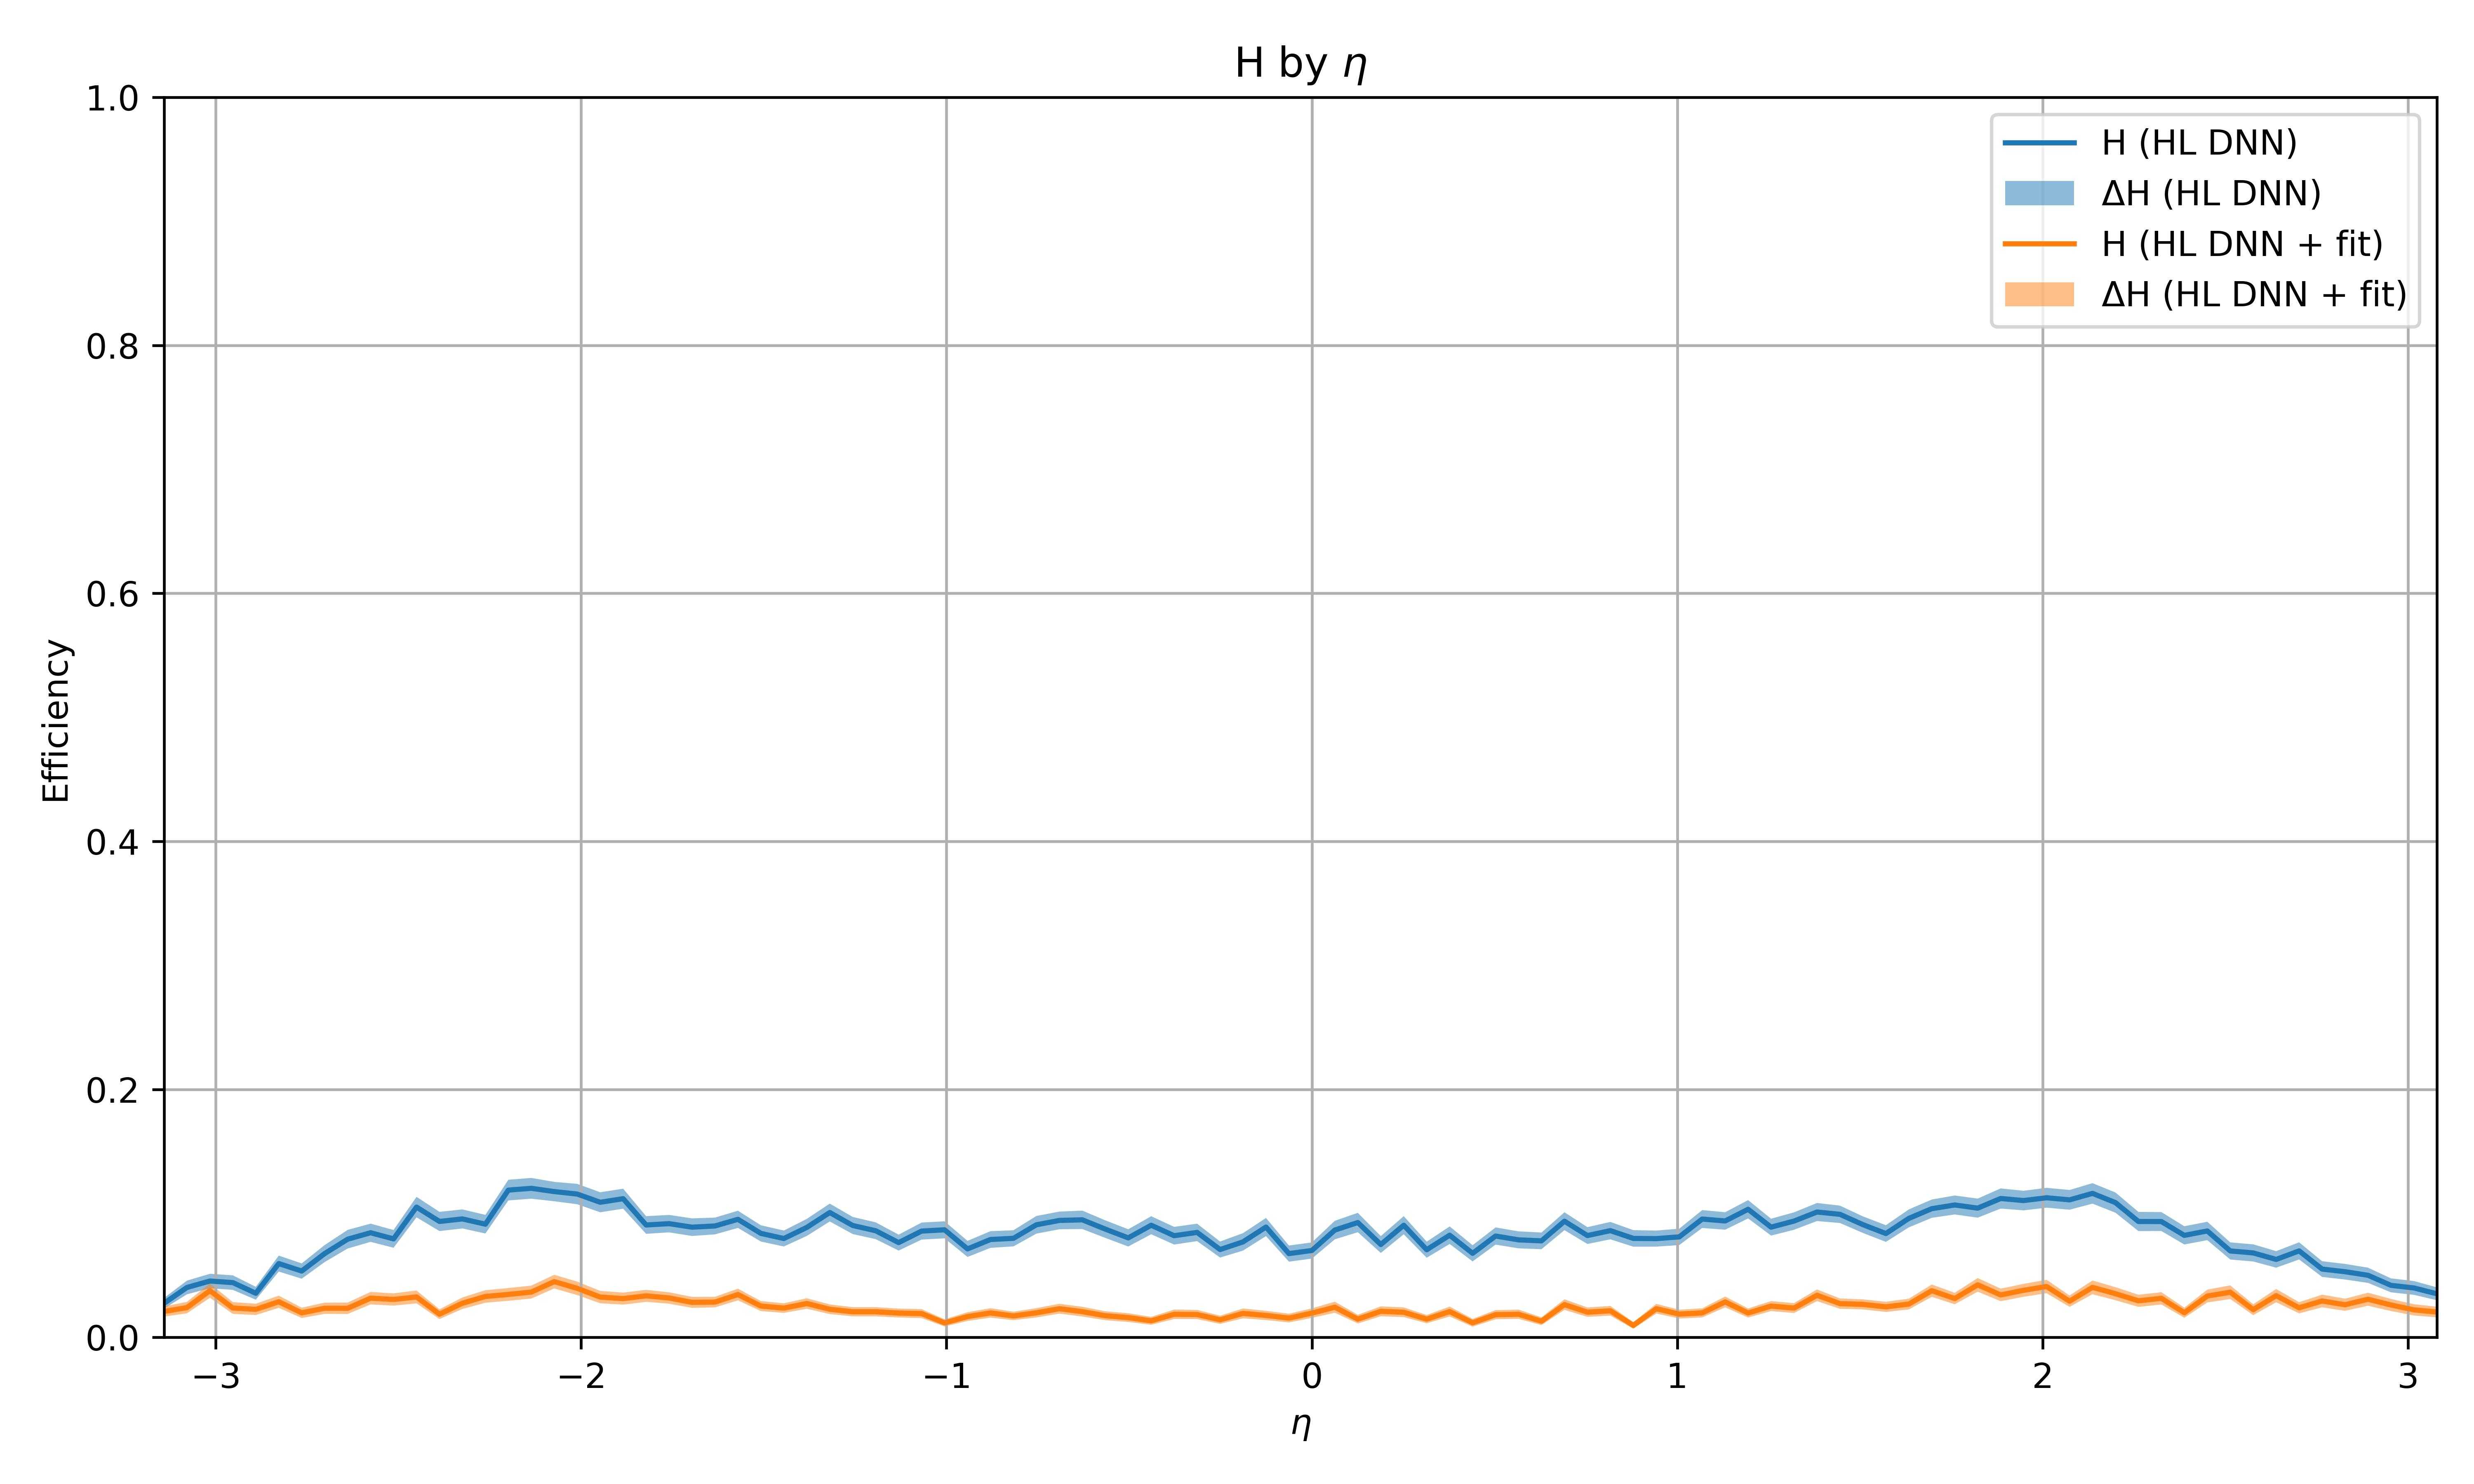 H by η
1.0
0.8
0.6
0.4
0.2
0.0
Efficiency
H (HL DNN)
ΔH (HL DNN)
H (HL DNN + fit)
ΔH (HL DNN + fit)
−3
−2
−1
0
1
2
3
η